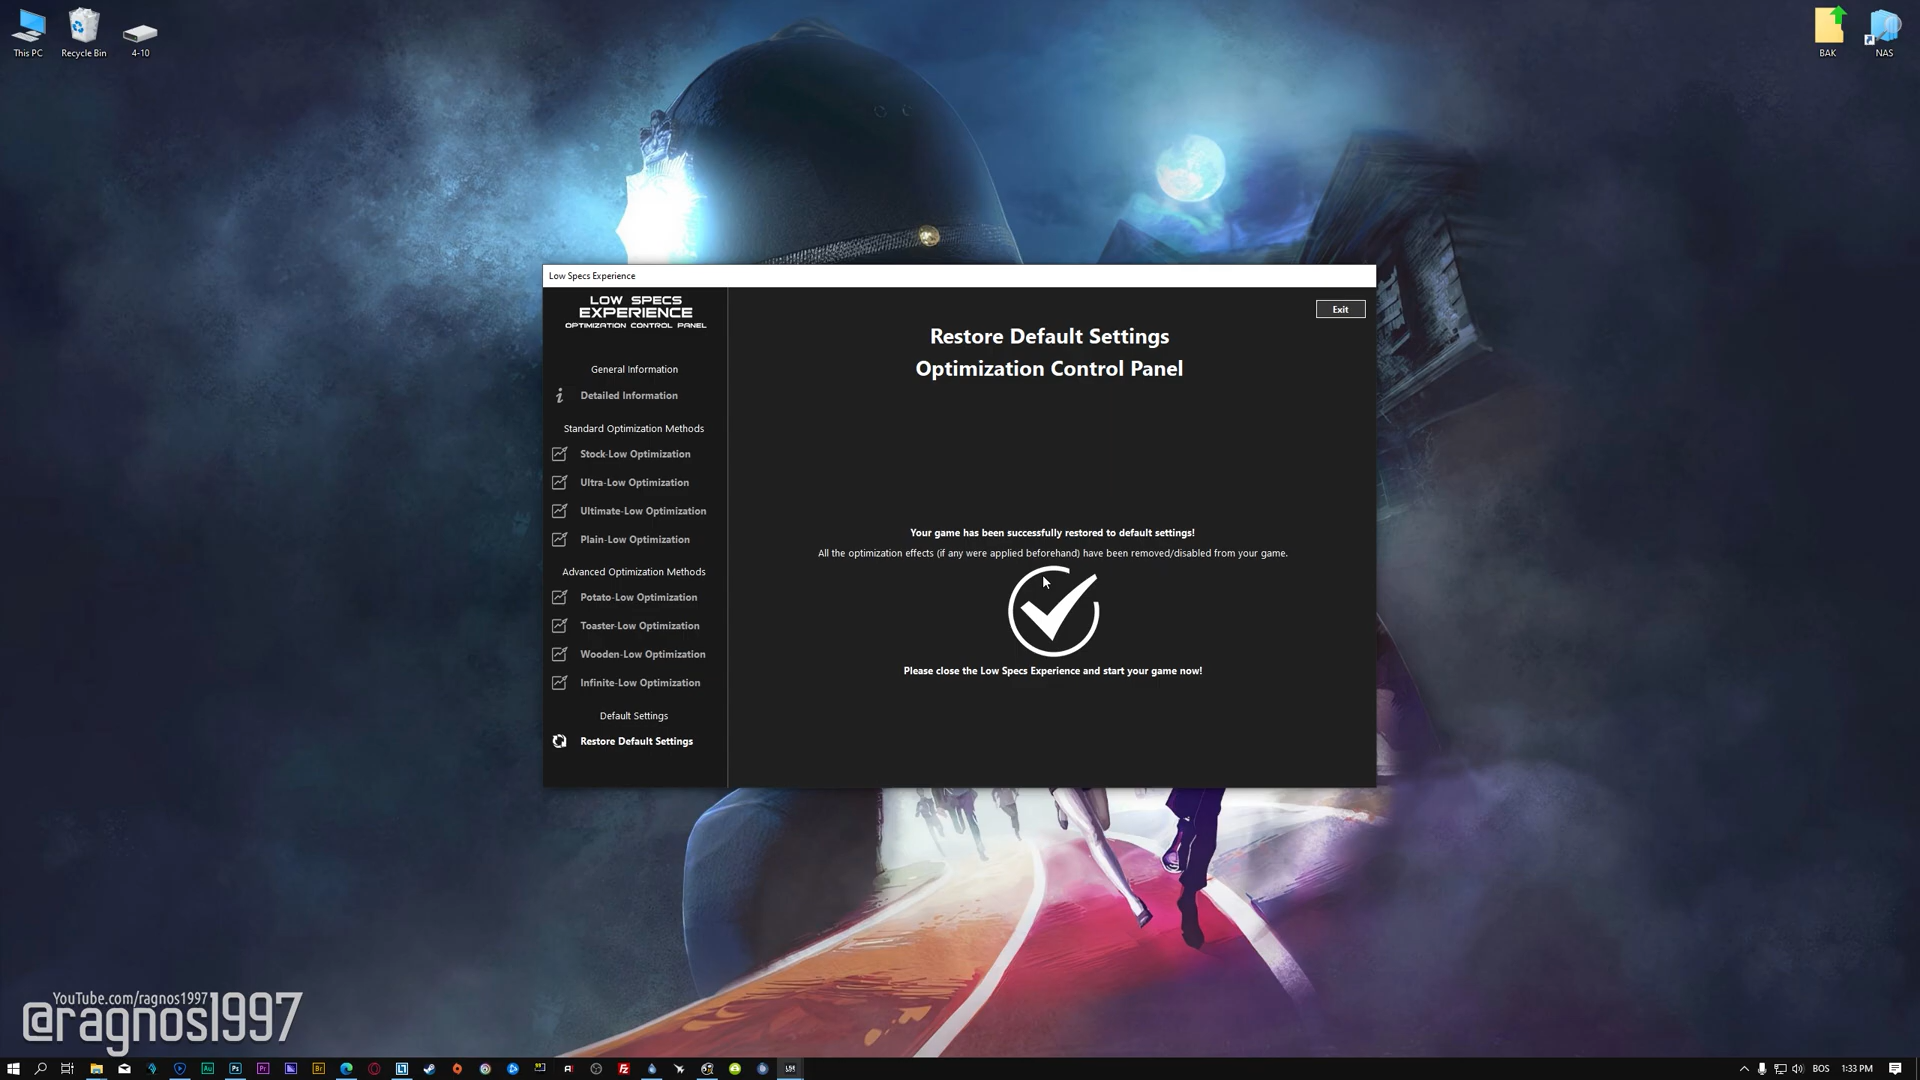 This PC
Recycle Bin
4-10
BAK
NAS
Low Specs Experience
LOW SPECS
EXPERIENCE
OPTIMIZATION CONTROL PANEL
General Information
Detailed Information
Standard Optimization Methods
Stock-Low Optimization
Ultra-Low Optimization
Ultimate-Low Optimization
Plain-Low Optimization
Advanced Optimization Methods
Potato-Low Optimization
Toaster-Low Optimization
Wooden-Low Optimization
Infinite-Low Optimization
Default Settings
Restore Default Settings
Exit
Restore Default Settings
Optimization Control Panel
Your game has been successfully restored to default settings!
All the optimization effects (if any were applied beforehand) have been removed/disabled from your game.
Please close the Low Specs Experience and start your game now!
YouTube.com/ragnos1997
@ragnos1997
Au
Ps
Pr
Br
Fz
BOS
1:33 PM